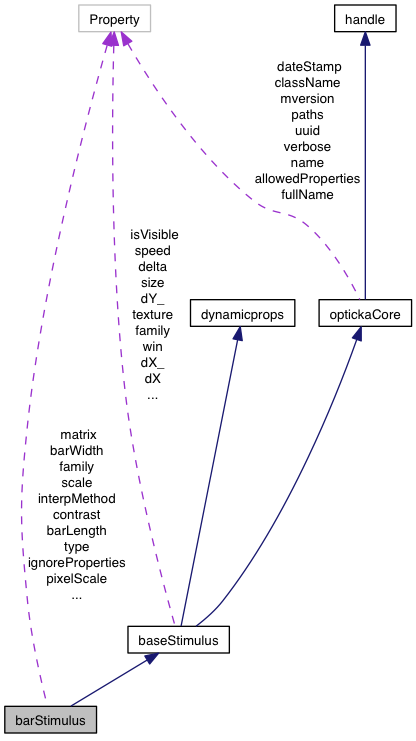 Property
handle
dateStamp
className
mversion
paths
uuid
verbose
name
allowedProperties
fullName
isVisible
speed
delta
size
dY_
texture
family
win
dX_
dX
...
dynamicprops
optickaCore
matrix
barWidth
family
scale
interpMethod
contrast
barLength
type
ignoreProperties
pixelScale
...
baseStimulus
barStimulus